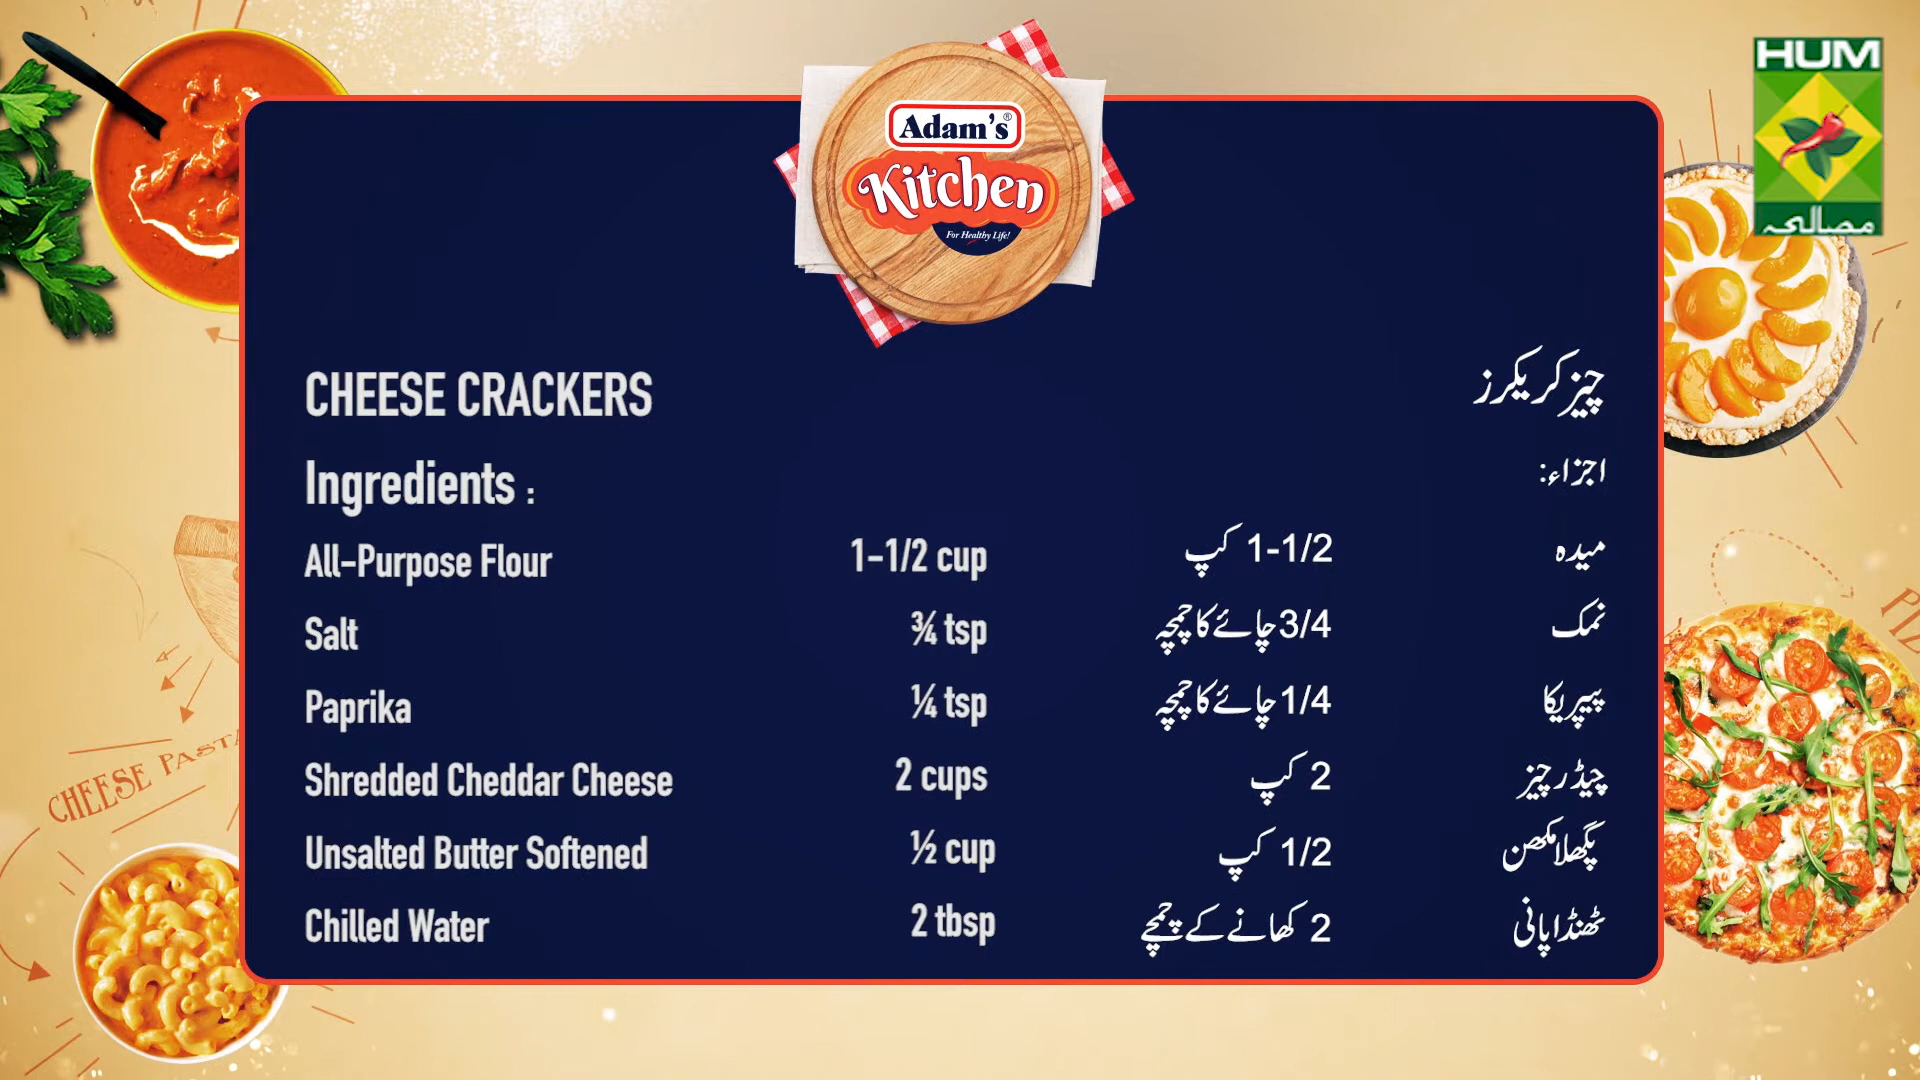 Adam's®
Kitchen
For Healthy Life!
HUM
مصالحہ
CHEESE CRACKERS چیز کریکرز
Ingredients : اجزاء:
All-Purpose Flour 1-1/2 cup 1-1/2 کپ میدہ
Salt ¾ tsp 3/4 چائے کا چمچہ نمک
Paprika ¼ tsp 1/4 چائے کا چمچہ پیپریکا
Shredded Cheddar Cheese 2 cups 2 کپ چیڈر چیز
Unsalted Butter Softened ½ cup 1/2 کپ پگھلا مکھن
Chilled Water 2 tbsp 2 کھانے کے چمچے ٹھنڈا پانی
CHEESE PASTA